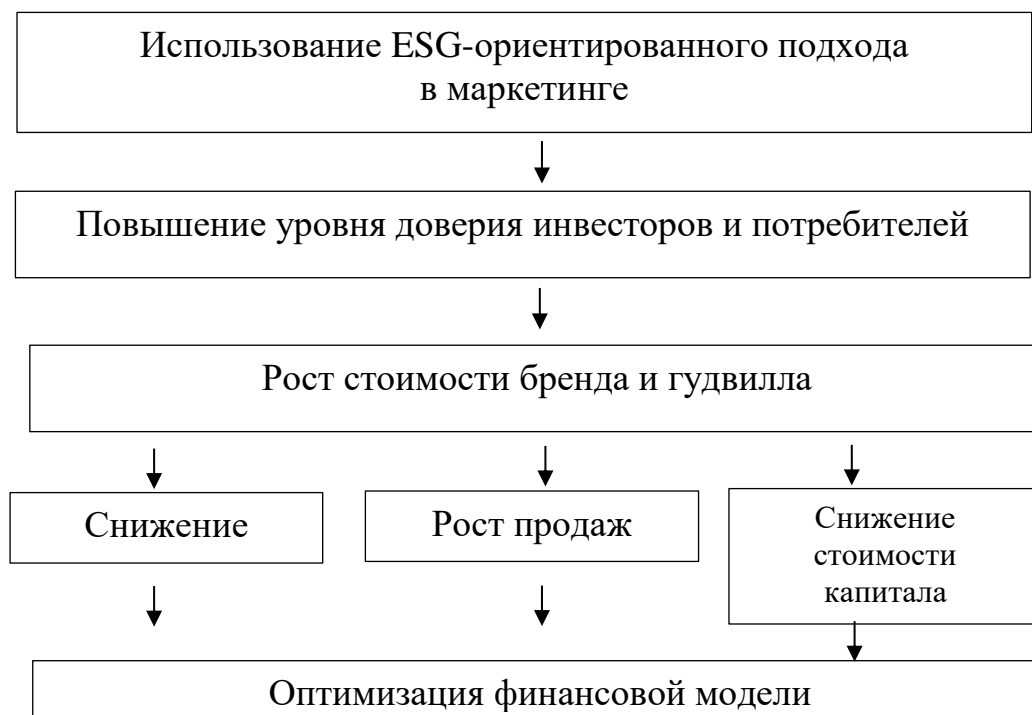 Использование ESG-ориентированного подхода
в маркетинге
Повышение уровня доверия инвесторов и потребителей
Рост стоимости бренда и гудвилла
Снижение
Рост продаж
Снижение
стоимости
капитала
Оптимизация финансовой модели